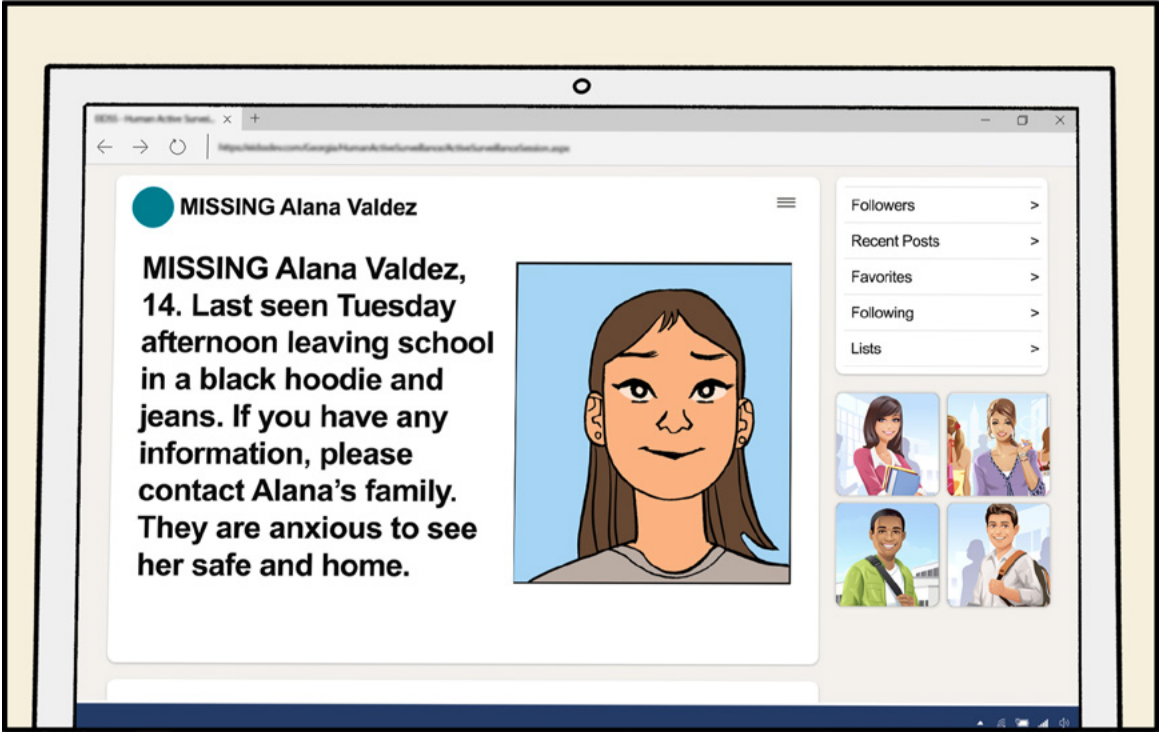 MISSING Alana Valdez
MISSING Alana Valdez,
14. Last seen Tuesday
afternoon leaving school
in a black hoodie and
jeans. If you have any
information, please
contact Alana’s family.
They are anxious to see
her safe and home.
Followers >
Recent Posts >
Favorites >
Following >
Lists >